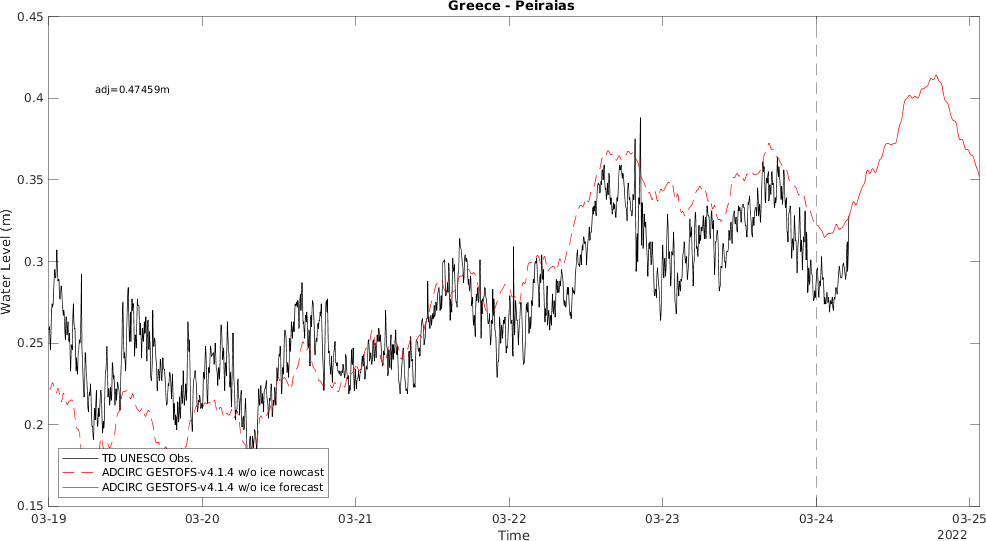 Greece - Peiraias
0.45
0.4
0.35
0.3
0.25
0.2
0.15
Water Level (m)
adj=0.47459m
TD UNESCO Obs.
ADCIRC GESTOFS-v4.1.4 w/o ice nowcast
ADCIRC GESTOFS-v4.1.4 w/o ice forecast
03-19 03-20 03-21 03-22 03-23 03-24 03-25
Time
2022